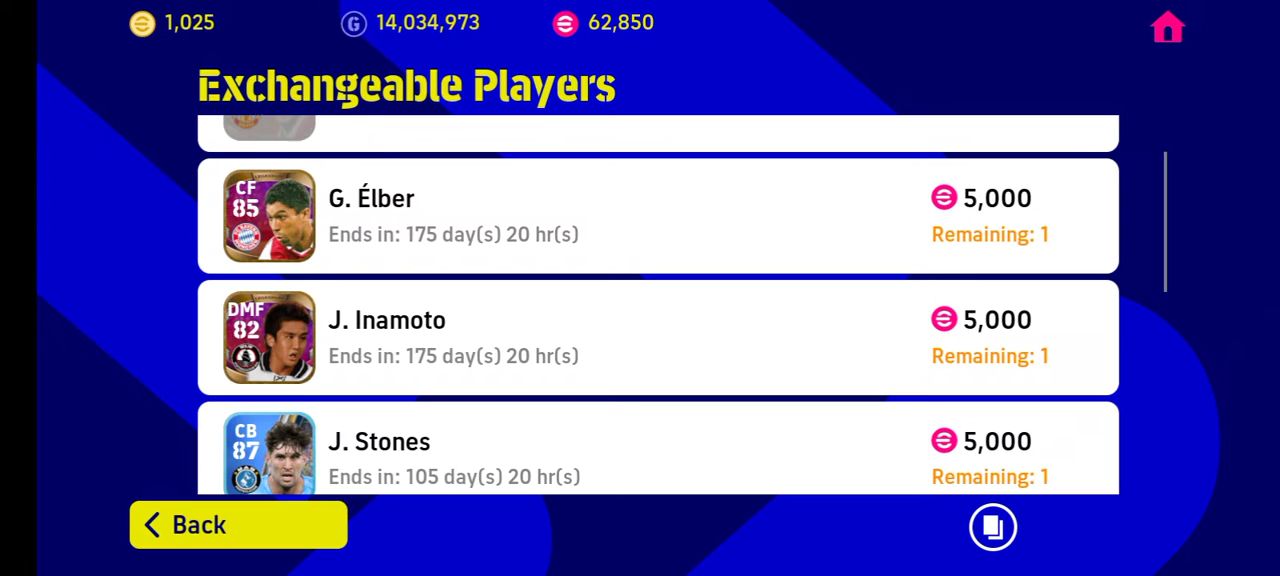 1,025 14,034,973 62,850
Exchangeable Players
CF
85
G. Élber 5,000
Ends in: 175 day(s) 20 hr(s) Remaining: 1
DMF
82
J. Inamoto 5,000
Ends in: 175 day(s) 20 hr(s) Remaining: 1
CB
87
J. Stones 5,000
Ends in: 105 day(s) 20 hr(s) Remaining: 1
Back